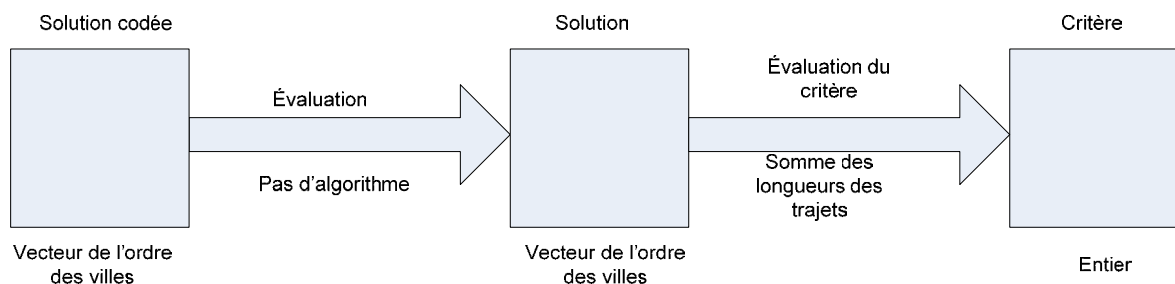 Solution codée
Solution
Critère
Évaluation
Évaluation du
critère
Pas d'algorithme
Somme des
longueurs des
trajets
Vecteur de l'ordre
des villes
Vecteur de l'ordre
des villes
Entier